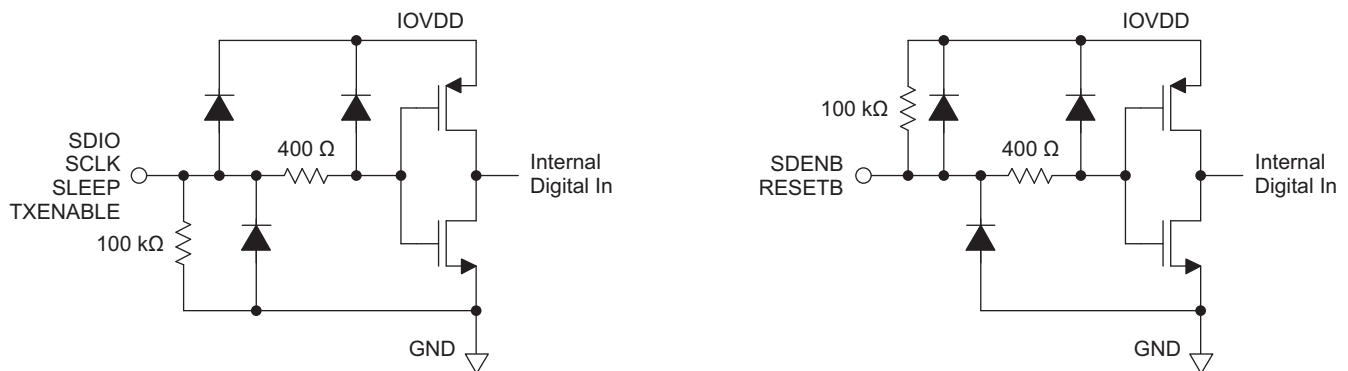 IOVDD
SDIO
SCLK
SLEEP
TXENABLE
400 Ω
100 kΩ
Internal
Digital In
GND
IOVDD
100 kΩ
400 Ω
SDENB
RESETB
Internal
Digital In
GND